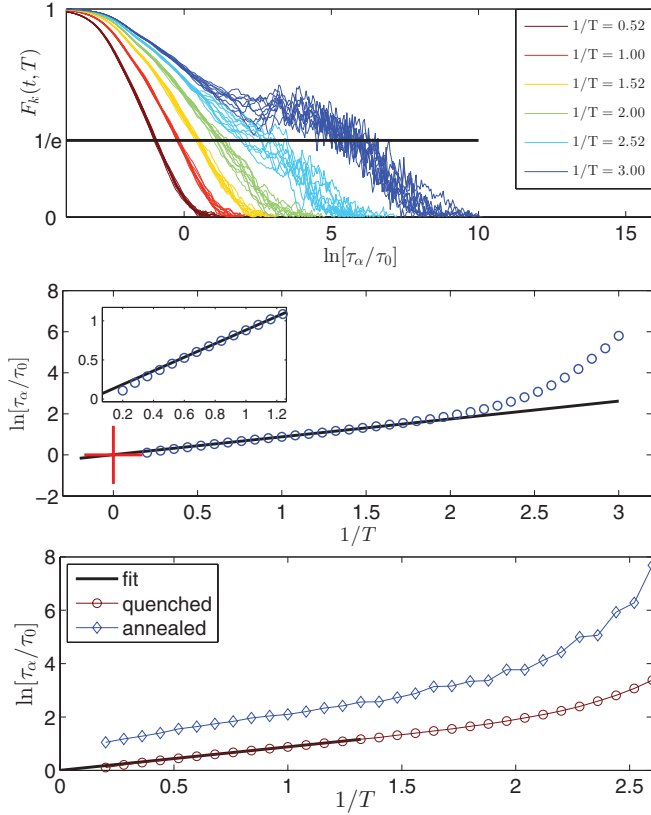 1
F_k(t, T)
1/e
0
0 5 10 15
ln[τ_α/τ_0]
1/T = 0.52
1/T = 1.00
1/T = 1.52
1/T = 2.00
1/T = 2.52
1/T = 3.00
8
6
4
2
0
−2
ln[τ_α/τ_0]
1
0.5
0
0.2 0.4 0.6 0.8 1.0 1.2
0 0.5 1 1.5 2 2.5 3
1/T
8
6
4
2
0
ln[τ_α/τ_0]
fit
quenched
annealed
0 0.5 1.0 1.5 2 2.5
1/T